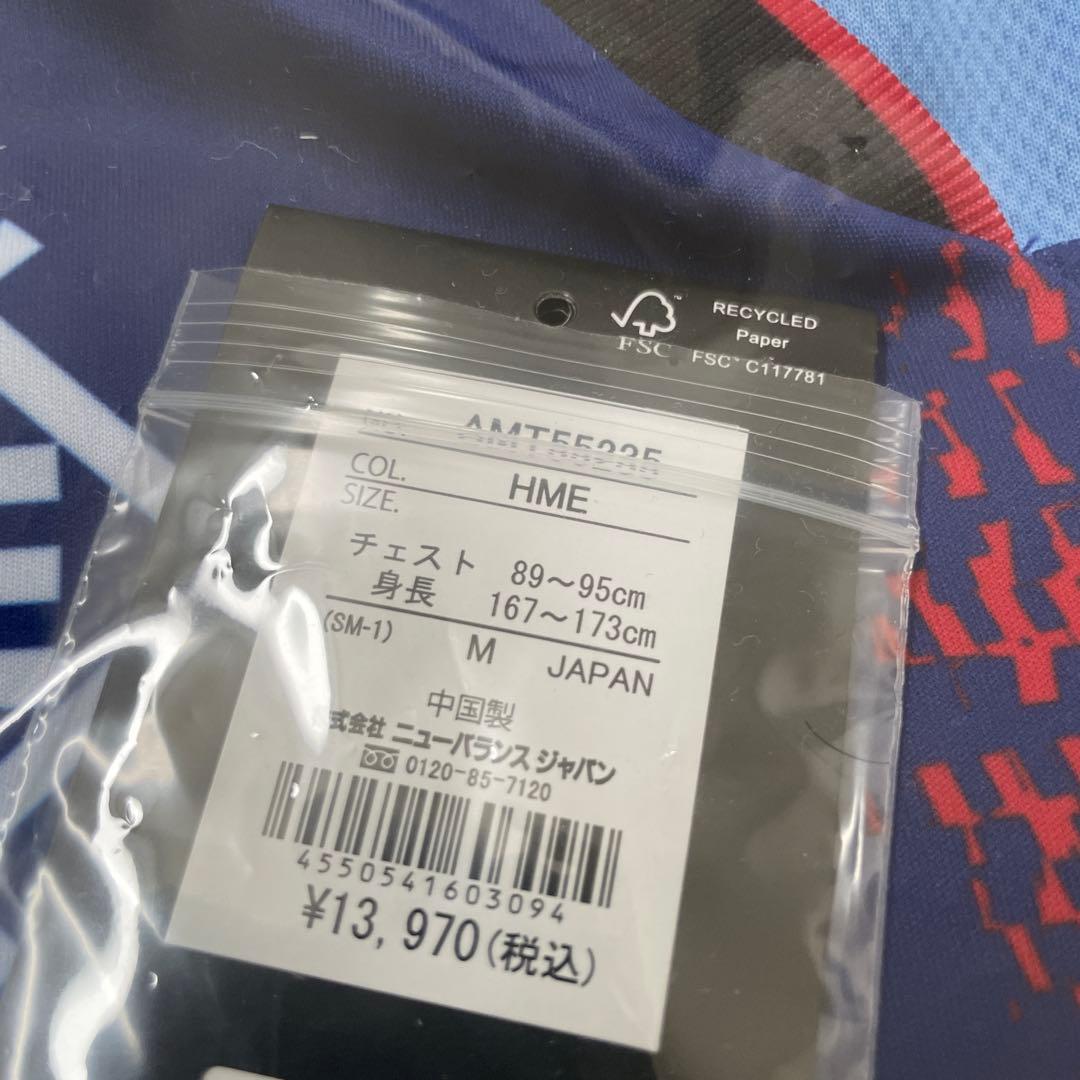 RECYCLED
Paper
FSC™ C117781
FSC
AMT55235
COL. HME
SIZE.
チェスト 89～95cm
身長 167～173cm
(SM-1) M JAPAN
中国製
式会社 ニューバランス ジャパン
0120-85-7120
4550541603094
¥13,970(税込)